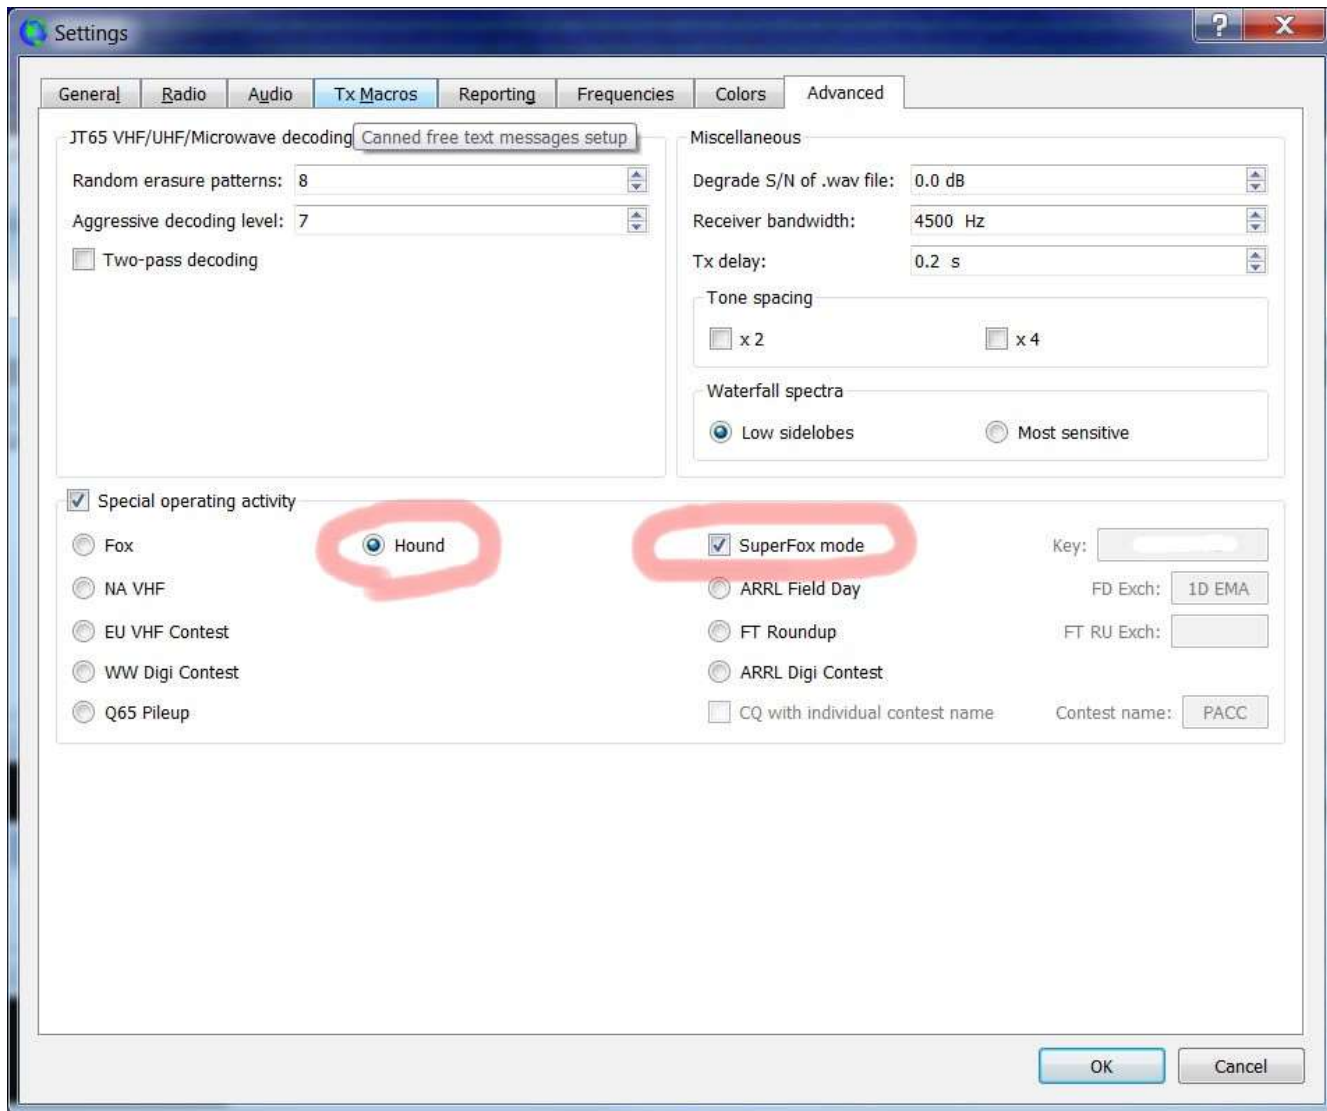 Settings
General Radio Audio Tx Macros Reporting Frequencies Colors Advanced
JT65 VHF/UHF/Microwave decoding Canned free text messages setup
Random erasure patterns: 8
Aggressive decoding level: 7
Two-pass decoding
Miscellaneous
Degrade S/N of .wav file: 0.0 dB
Receiver bandwidth: 4500 Hz
Tx delay: 0.2 s
Tone spacing
x 2 x 4
Waterfall spectra
Low sidelobes Most sensitive
Special operating activity
Fox Hound SuperFox mode Key:
NA VHF ARRL Field Day FD Exch: 1D EMA
EU VHF Contest FT Roundup FT RU Exch:
WW Digi Contest ARRL Digi Contest
Q65 Pileup CQ with individual contest name Contest name: PACC
OK Cancel